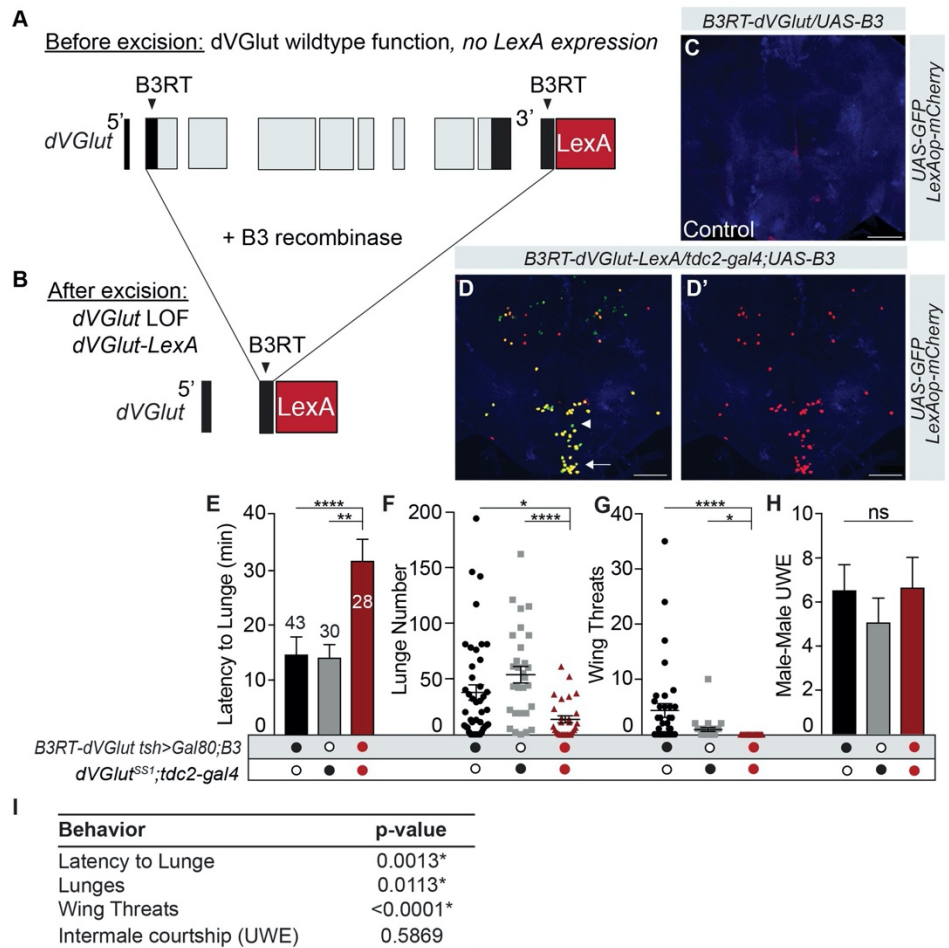 A
Before excision: dVGlut wildtype function, no LexA expression
B3RT
B3RT
5’
3’
dVGlut
LexA
+ B3 recombinase
B3RT-dVGlut/UAS-B3
C
Control
UAS-GFP
LexAop-mCherry
B
After excision:
dVGlut LOF
dVGlut-LexA
B3RT
5’
dVGlut
LexA
B3RT-dVGlut-LexA/tdc2-gal4;UAS-B3
D
D’
UAS-GFP
LexAop-mCherry
E
Latency to Lunge (min)
40
30
20
10
0
43
30
28
****
**
F
Lunge Number
200
150
100
50
0
*
****
G
Wing Threats
40
30
20
10
0
****
*
H
Male-Male UWE
10
8
6
4
2
0
ns
B3RT-dVGlut tsh>Gal80;B3
dVGlutSS1;tdc2-gal4
I
Behavior p-value
Latency to Lunge 0.0013*
Lunges 0.0113*
Wing Threats <0.0001*
Intermale courtship (UWE) 0.5869